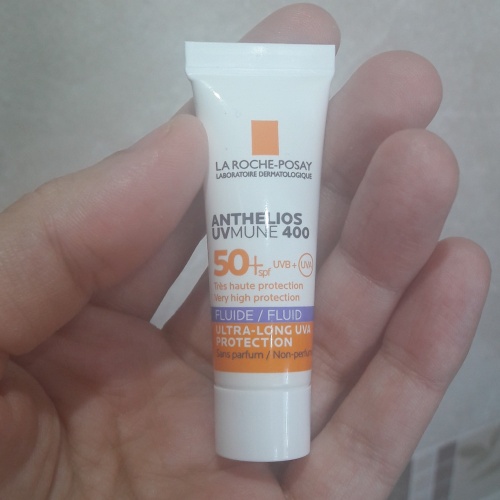 LA ROCHE-POSAY
LABORATOIRE DERMATOLOGIQUE
ANTHELIOS
UVMUNE 400
50+ spf UVB + UVA
Très haute protection
Very high protection
FLUIDE / FLUID
ULTRA-LONG UVA
PROTECTION
Sans parfum / Non-perfu